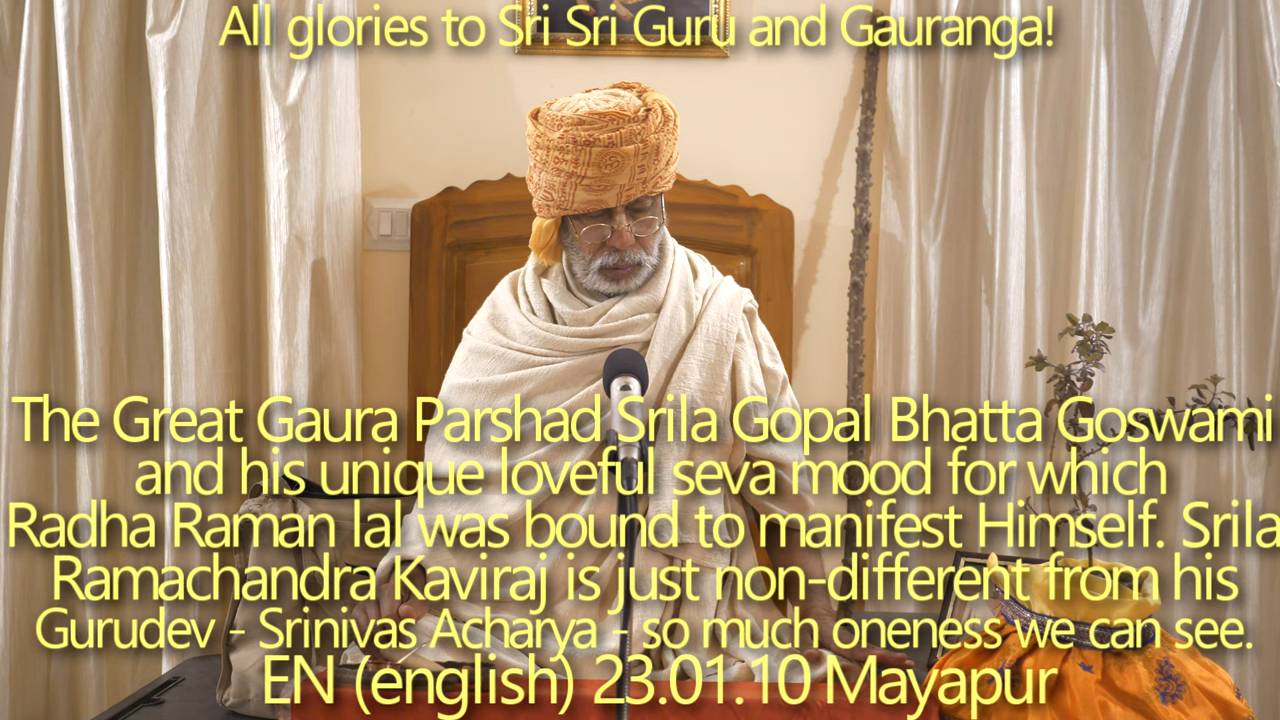 All glories to Sri Sri Guru and Gauranga!
The Great Gaura Parshad Srila Gopal Bhatta Goswami
and his unique loveful seva mood for which
Radha Raman lal was bound to manifest Himself. Srila
Ramachandra Kaviraj is just non-different from his
Gurudev - Srinivas Acharya - so much oneness we can see.
EN (english) 23.01.10 Mayapur